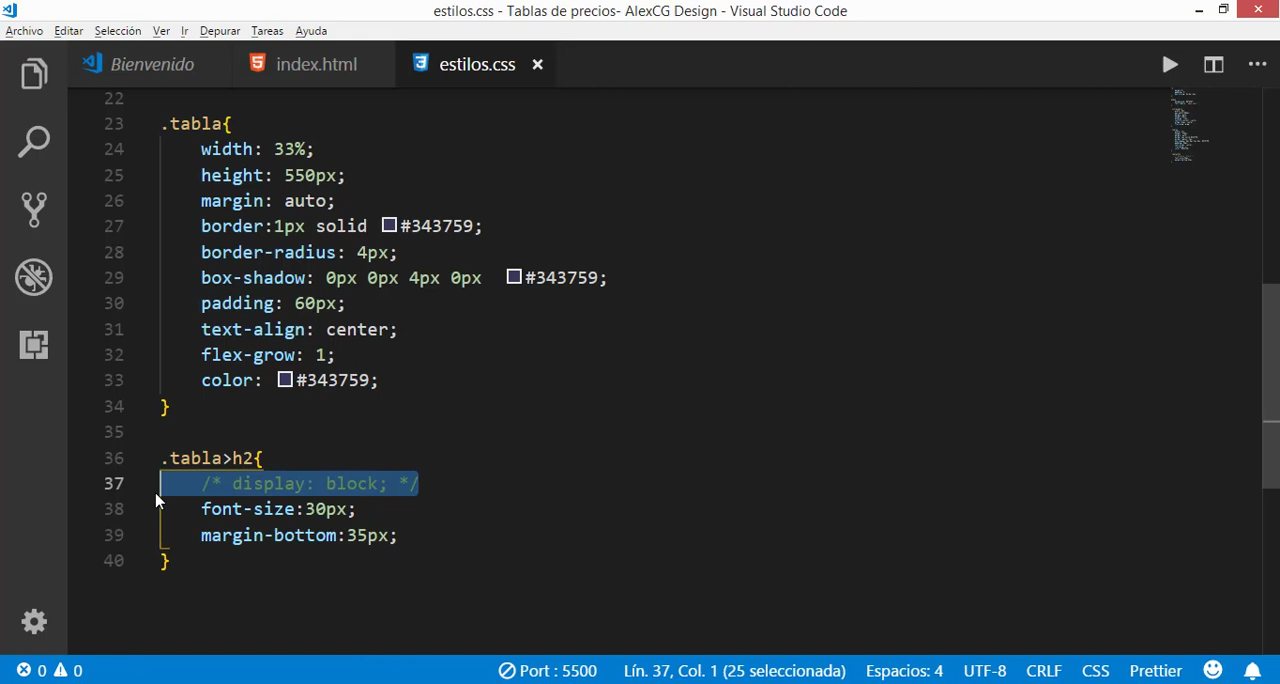 estilos.css - Tablas de precios- AlexCG Design - Visual Studio Code
Archivo Editar Selección Ver Ir Depurar Tareas Ayuda
Bienvenido index.html estilos.css
22
23 .tabla{
24 width: 33%;
25 height: 550px;
26 margin: auto;
27 border:1px solid #343759;
28 border-radius: 4px;
29 box-shadow: 0px 0px 4px 0px #343759;
30 padding: 60px;
31 text-align: center;
32 flex-grow: 1;
33 color: #343759;
34 }
35
36 .tabla>h2{
37 /* display: block; */
38 font-size:30px;
39 margin-bottom:35px;
40 }
0 0 Port : 5500 Lín. 37, Col. 1 (25 seleccionada) Espacios: 4 UTF-8 CRLF CSS Prettier